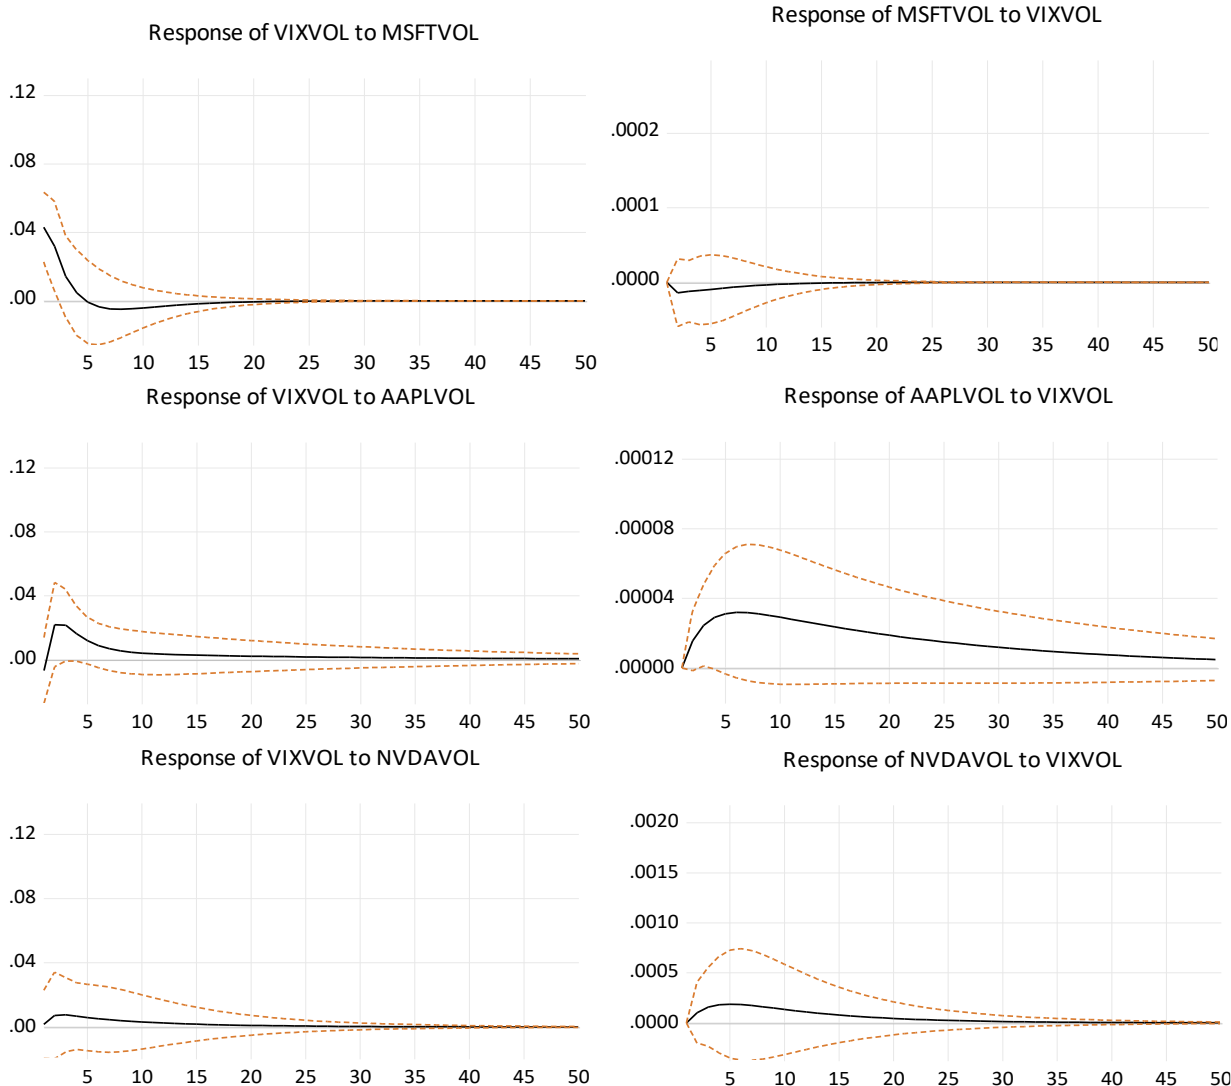 Response of VIXVOL to MSFTVOL
.12
.08
.04
.00
5 10 15 20 25 30 35 40 45 50
Response of MSFTVOL to VIXVOL
.0002
.0001
.0000
5 10 15 20 25 30 35 40 45 50
Response of VIXVOL to AAPLVOL
.12
.08
.04
.00
5 10 15 20 25 30 35 40 45 50
Response of AAPLVOL to VIXVOL
.00012
.00008
.00004
.00000
5 10 15 20 25 30 35 40 45 50
Response of VIXVOL to NVDAVOL
.12
.08
.04
.00
5 10 15 20 25 30 35 40 45 50
Response of NVDAVOL to VIXVOL
.0020
.0015
.0010
.0005
.0000
5 10 15 20 25 30 35 40 45 50